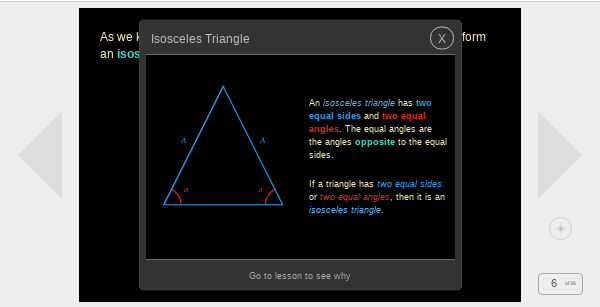 As we
form
an isos
Isosceles Triangle
X
An isosceles triangle has two
equal sides and two equal
angles. The equal angles are
the angles opposite to the equal
sides.
A
A
a
a
If a triangle has two equal sides
or two equal angles, then it is an
isosceles triangle.
Go to lesson to see why
6 of 36